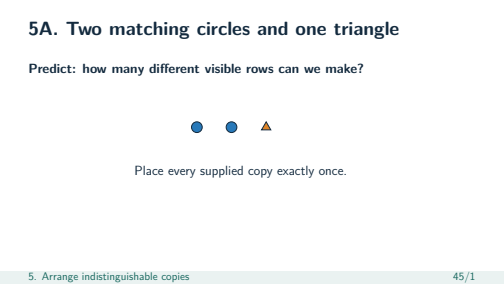 5A. Two matching circles and one triangle
Predict: how many different visible rows can we make?
Place every supplied copy exactly once.
5. Arrange indistinguishable copies
45/1